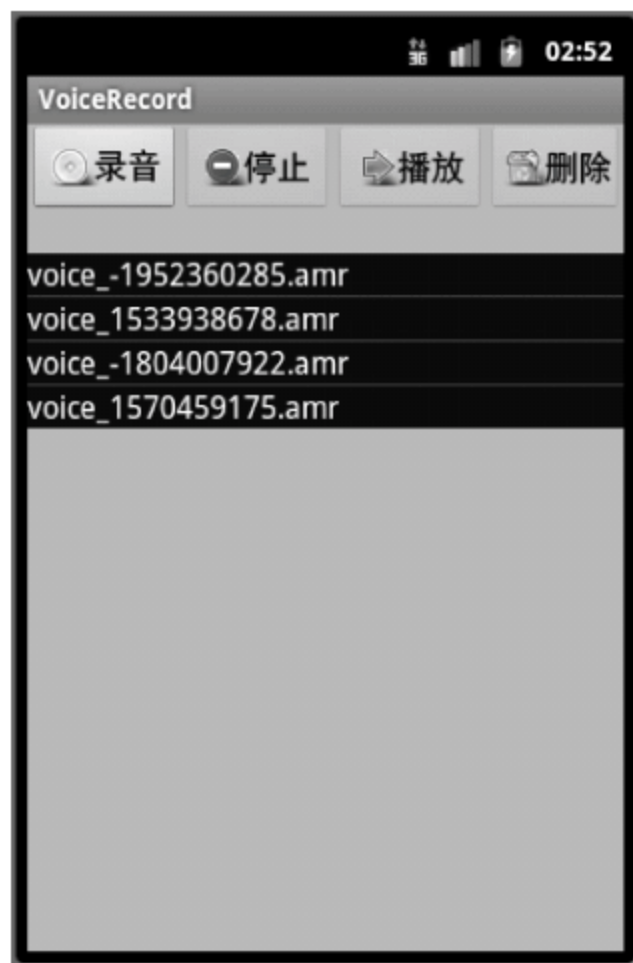 3G 02:52
VoiceRecord
录音 停止 播放 删除
voice_-1952360285.amr
voice_1533938678.amr
voice_-1804007922.amr
voice_1570459175.amr